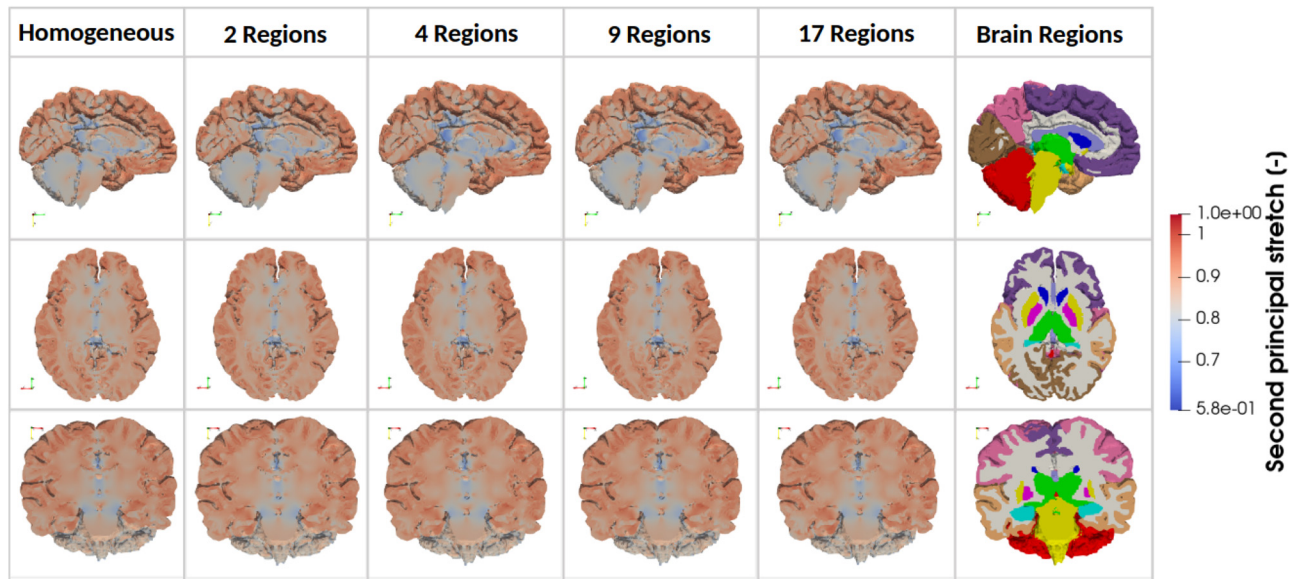 Homogeneous
2 Regions
4 Regions
9 Regions
17 Regions
Brain Regions
1.0e+00
1
0.9
0.8
0.7
5.8e-01
Second principal stretch (-)